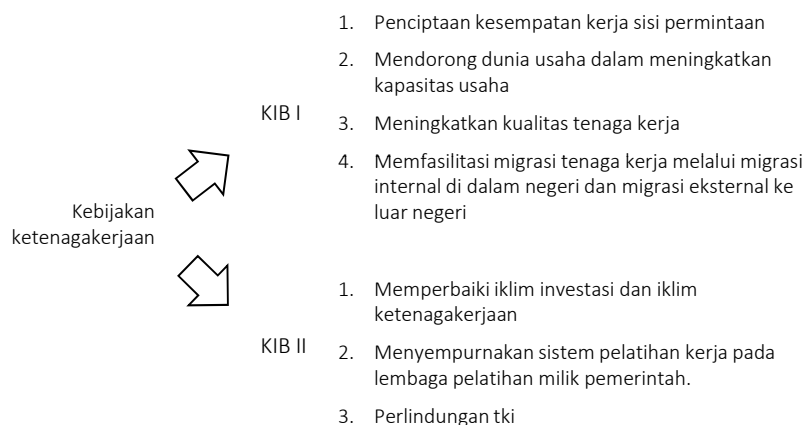 Kebijakan
ketenagakerjaan
KIB I
1. Penciptaan kesempatan kerja sisi permintaan
2. Mendorong dunia usaha dalam meningkatkan
kapasitas usaha
3. Meningkatkan kualitas tenaga kerja
4. Memfasilitasi migrasi tenaga kerja melalui migrasi
internal di dalam negeri dan migrasi eksternal ke
luar negeri
KIB II
1. Memperbaiki iklim investasi dan iklim
ketenagakerjaan
2. Menyempurnakan sistem pelatihan kerja pada
lembaga pelatihan milik pemerintah.
3. Perlindungan tki